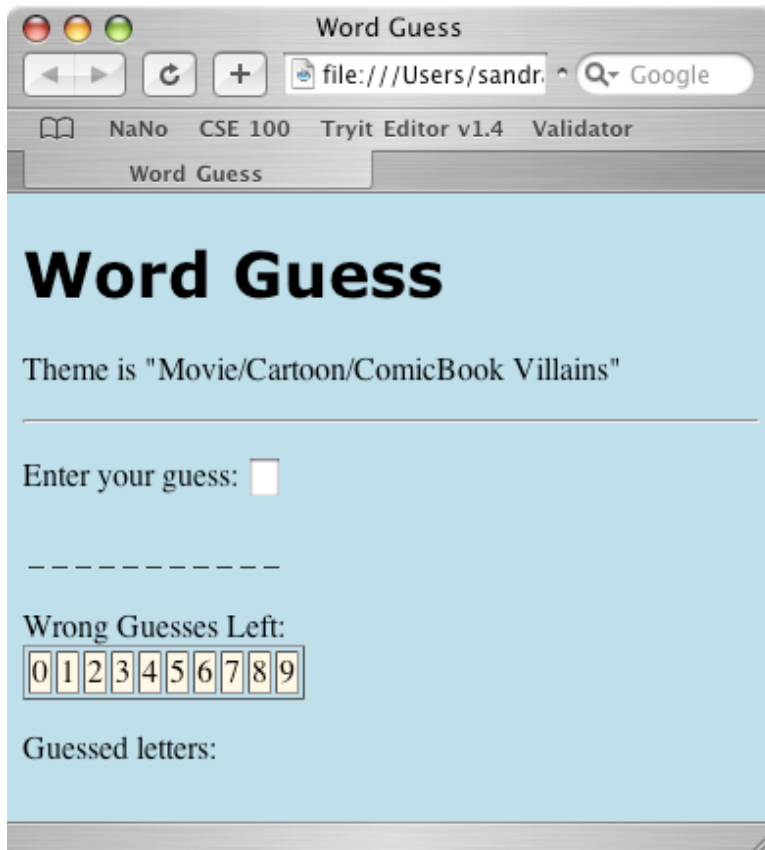 Word Guess
file:///Users/sandr
Google
NaNo CSE 100 Tryit Editor v1.4 Validator
Word Guess
Word Guess
Theme is "Movie/Cartoon/ComicBook Villains"
Enter your guess:
_ _ _ _ _ _ _ _ _ _ _
Wrong Guesses Left:
0 1 2 3 4 5 6 7 8 9
Guessed letters: